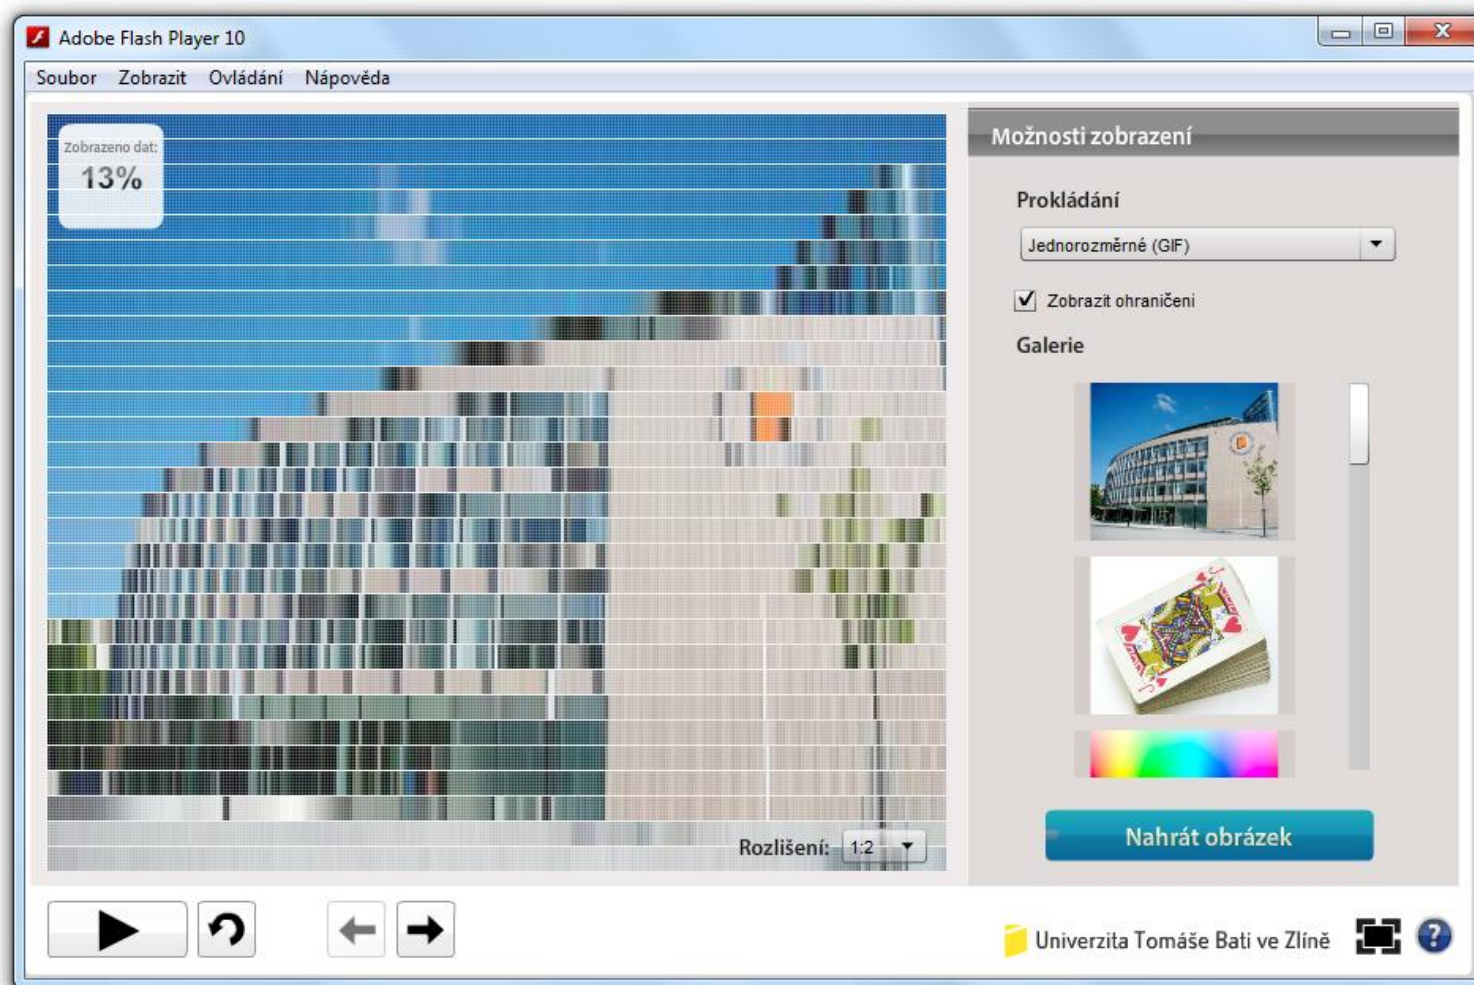 Adobe Flash Player 10
Soubor Zobrazit Ovládání Nápověda
Zobrazeno dat:
13%
Možnosti zobrazení
Prokládání
Jednorozměrné (GIF)
Zobrazit ohraničení
Galerie
Nahrát obrázek
Rozlišení: 1:2
Univerzita Tomáše Bati ve Zlíně
?